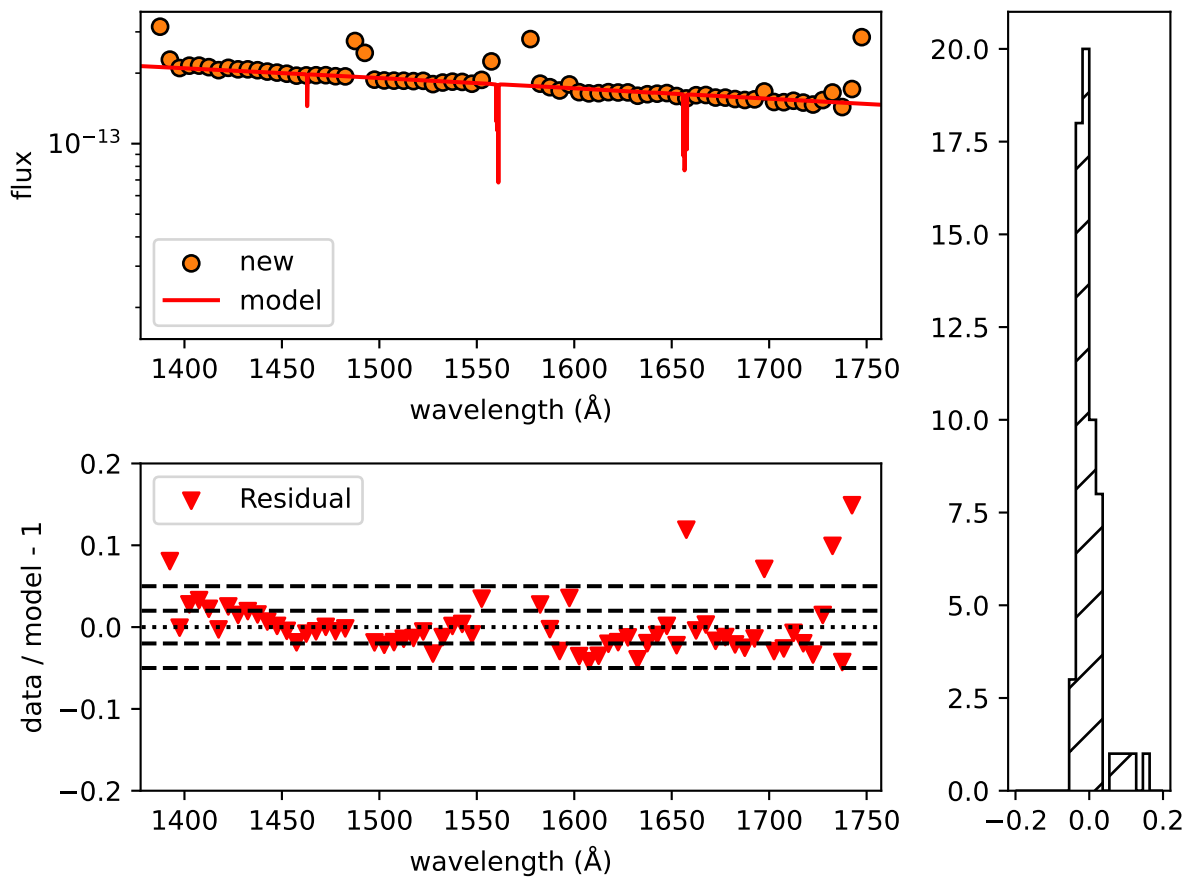 10⁻¹³
flux
new
model
1400 1450 1500 1550 1600 1650 1700 1750
wavelength (Å)
0.2
0.1
0.0
−0.1
−0.2
data / model - 1
Residual
1400 1450 1500 1550 1600 1650 1700 1750
wavelength (Å)
20.0
17.5
15.0
12.5
10.0
7.5
5.0
2.5
0.0
−0.2 0.0 0.2